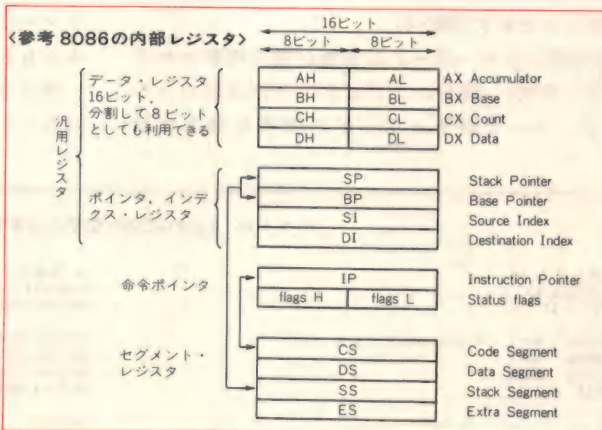 〈参考 8086の内部レジスタ〉
16ビット
8ビット 8ビット
汎用レジスタ
データ・レジスタ
16ビット,
分割して8ビット
としても利用できる
AH AL AX Accumulator
BH BL BX Base
CH CL CX Count
DH DL DX Data
ポインタ,インデ
クス・レジスタ
SP Stack Pointer
BP Base Pointer
SI Source Index
DI Destination Index
命令ポインタ
IP Instruction Pointer
flags H flags L Status flags
セグメント・
レジスタ
CS Code Segment
DS Data Segment
SS Stack Segment
ES Extra Segment